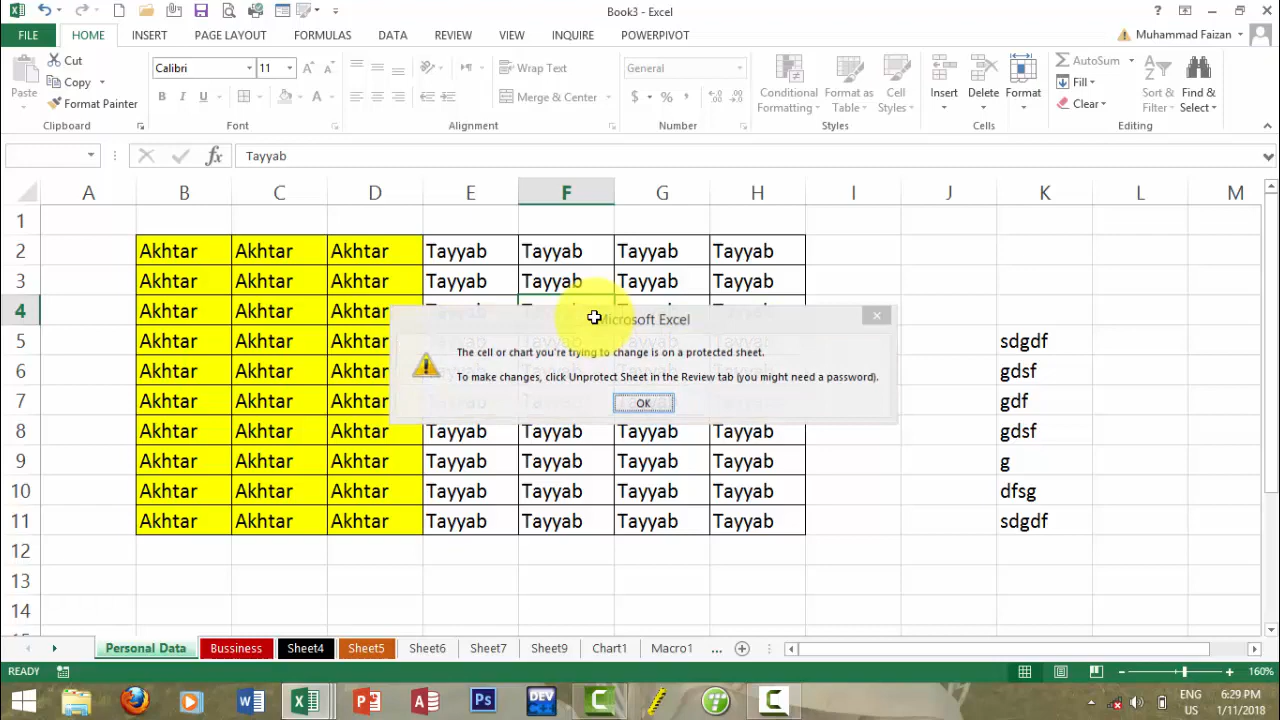 Book3 - Excel
?
FILE HOME INSERT PAGE LAYOUT FORMULAS DATA REVIEW VIEW INQUIRE POWERPIVOT Muhammad Faizan
Paste
Cut
Copy
Format Painter
Clipboard
Calibri 11
B I U
Font
Wrap Text
Merge & Center
Alignment
General
$ % ,
Number
Conditional Formatting
Format as Table
Cell Styles
Styles
Insert Delete Format
Cells
AutoSum
Fill
Clear
Sort & Filter
Find & Select
Editing
fx Tayyab
A B C D E F G H I J K L M
1
2 Akhtar Akhtar Akhtar Tayyab Tayyab Tayyab Tayyab
3 Akhtar Akhtar Akhtar Tayyab Tayyab Tayyab Tayyab
4 Akhtar Akhtar Akhtar
5 Akhtar Akhtar Akhtar sdgdf
6 Akhtar Akhtar Akhtar gdsf
7 Akhtar Akhtar Akhtar gdf
8 Akhtar Akhtar Akhtar Tayyab Tayyab Tayyab Tayyab gdsf
9 Akhtar Akhtar Akhtar Tayyab Tayyab Tayyab Tayyab g
10 Akhtar Akhtar Akhtar Tayyab Tayyab Tayyab Tayyab dfsg
11 Akhtar Akhtar Akhtar Tayyab Tayyab Tayyab Tayyab sdgdf
12
13
14
Microsoft Excel
The cell or chart you're trying to change is on a protected sheet.
To make changes, click Unprotect Sheet in the Review tab (you might need a password).
OK
Personal Data Bussiness Sheet4 Sheet5 Sheet6 Sheet7 Sheet9 Chart1 Macro1 ...
READY 160%
DEV
ENG 6:29 PM
US 1/11/2018